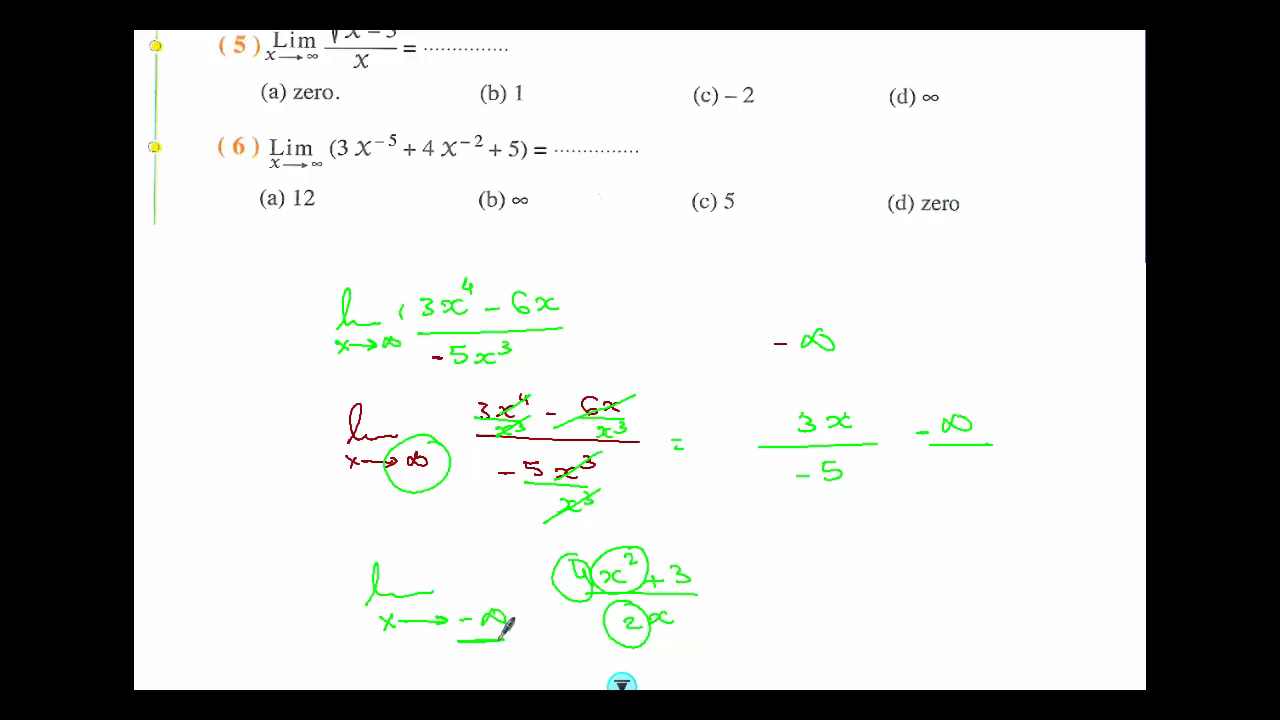 (5) Lim x→∞ √x−3 / x = ...............
(a) zero. (b) 1 (c) – 2 (d) ∞
(6) Lim x→∞ (3 x⁻⁵ + 4 x⁻² + 5) = ...............
(a) 12 (b) ∞ (c) 5 (d) zero
lim x→∞ 3x⁴ − 6x / −5x³ − ∞
lim x→∞ 3x⁴/x³ − 6x/x³ / −5x³/x³ = 3x / −5 −∞
lim x→ −∞ 4x² + 3 / 2x